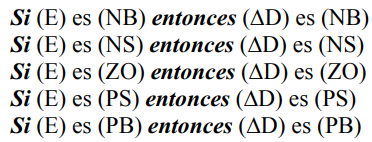 Si (E) es (NB) entonces (ΔD) es (NB)
Si (E) es (NS) entonces (ΔD) es (NS)
Si (E) es (ZO) entonces (ΔD) es (ZO)
Si (E) es (PS) entonces (ΔD) es (PS)
Si (E) es (PB) entonces (ΔD) es (PB)